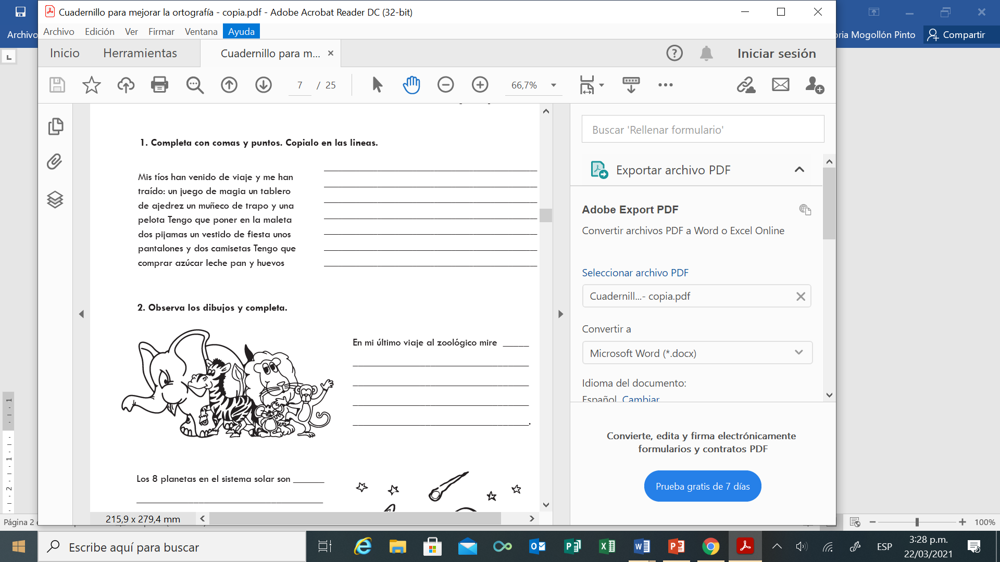 Cuadernillo para mejorar la ortografía - copia.pdf - Adobe Acrobat Reader DC (32-bit)
Archivo
Archivo Edición Ver Firmar Ventana Ayuda
oria Mogollón Pinto
Compartir
Inicio Herramientas Cuadernillo para m... ×
Iniciar sesión
7 / 25
66,7%
1. Completa con comas y puntos. Copialo en las lineas.
Mis tíos han venido de viaje y me han
traído: un juego de magia un tablero
de ajedrez un muñeco de trapo y una
pelota Tengo que poner en la maleta
dos pijamas un vestido de fiesta unos
pantalones y dos camisetas Tengo que
comprar azúcar leche pan y huevos
2. Observa los dibujos y completa.
En mi último viaje al zoológico mire _____
.
Los 8 planetas en el sistema solar son ______
215,9 x 279,4 mm
Buscar 'Rellenar formulario'
Exportar archivo PDF
Adobe Export PDF
Convertir archivos PDF a Word o Excel Online
Seleccionar archivo PDF
Cuadernill...- copia.pdf
Convertir a
Microsoft Word (*.docx)
Idioma del documento:
Español Cambiar
Convierte, edita y firma electrónicamente
formularios y contratos PDF
Prueba gratis de 7 días
L
1
1
2
Página 2
100%
Escribe aquí para buscar
ESP
3:28 p.m.
22/03/2021